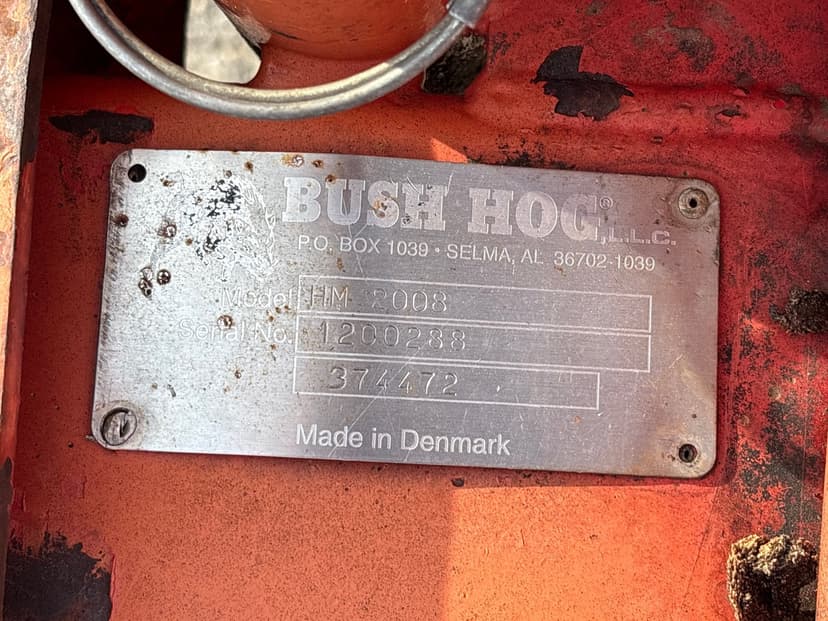 BUSH HOG®, L.L.C.
P.O. BOX 1039 • SELMA, AL 36702-1039
Model HM 2008
Serial No. 1200288
374472
Made in Denmark